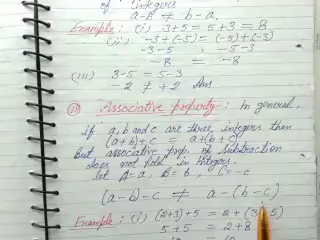 of integers
a-b ≠ b-a.
Example: (i) 3+5 = 5+3 = 8
(ii) -3+(-5) = (-5)+(-3)
-3-5 , -5-3
-8 = -8
(iii) 3-5 = 5-3
-2 ≠ +2 Ans
Associative property: In general,
if a, b and c are three integers then
(a+b)+c = a+(b+c)
But associative prop. of subtraction
does not hold in integers.
let A=a, B=b, C=c
(a-b)-c ≠ a-(b-c)
Example: (i) (2+3)+5 = 2+(3+5)
5+5 = 2+8
10 = 10